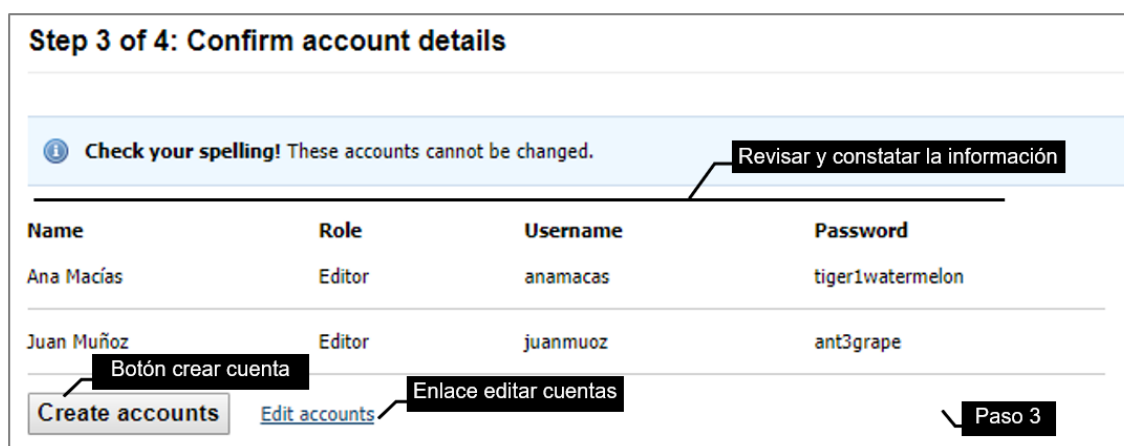 Step 3 of 4: Confirm account details
Check your spelling! These accounts cannot be changed.
Revisar y constatar la información
Name Role Username Password
Ana Macías Editor anamacas tiger1watermelon
Juan Muñoz Editor juanmuoz ant3grape
Botón crear cuenta
Enlace editar cuentas
Create accounts Edit accounts
Paso 3